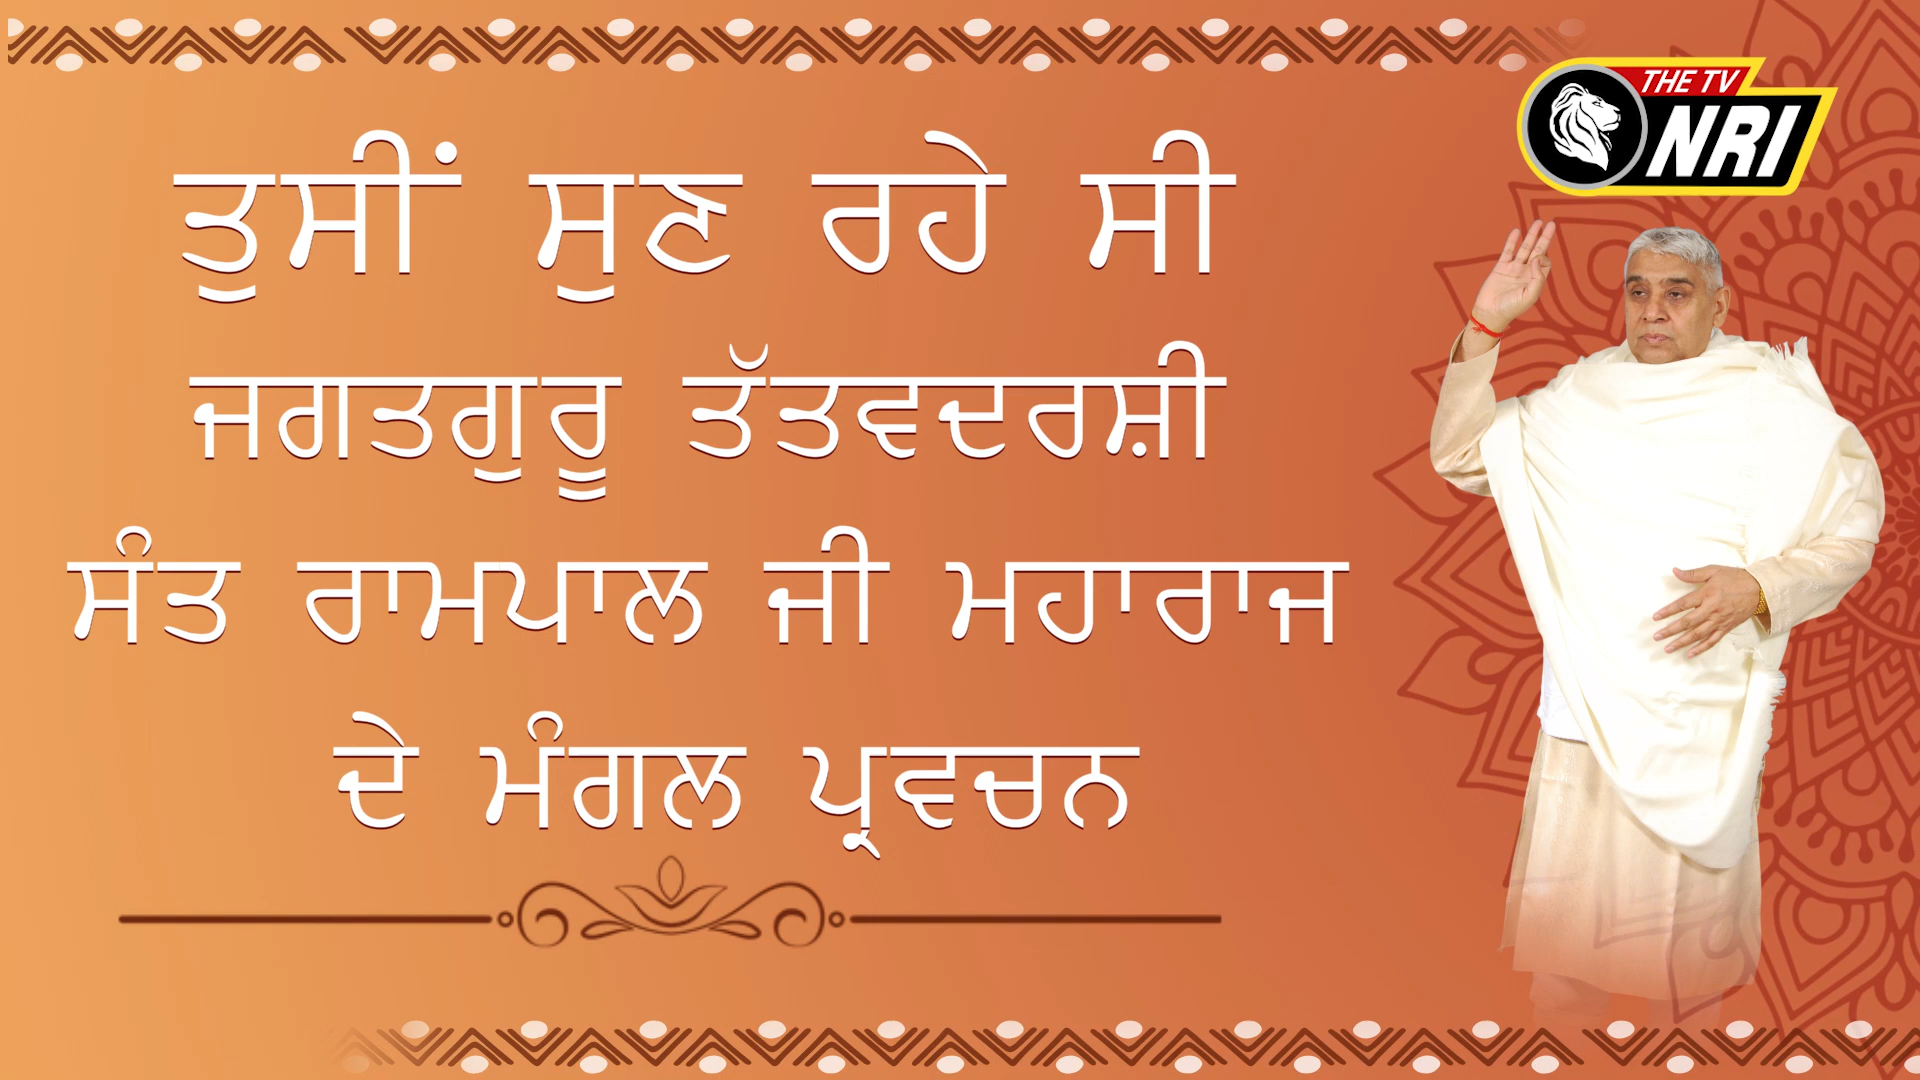 THE TV
NRI
ਤੁਸੀਂ ਸੁਣ ਰਹੇ ਸੀ
ਜਗਤਗੁਰੂ ਤੱਤਵਦਰਸ਼ੀ
ਸੰਤ ਰਾਮਪਾਲ ਜੀ ਮਹਾਰਾਜ
ਦੇ ਮੰਗਲ ਪ੍ਰਵਚਨ